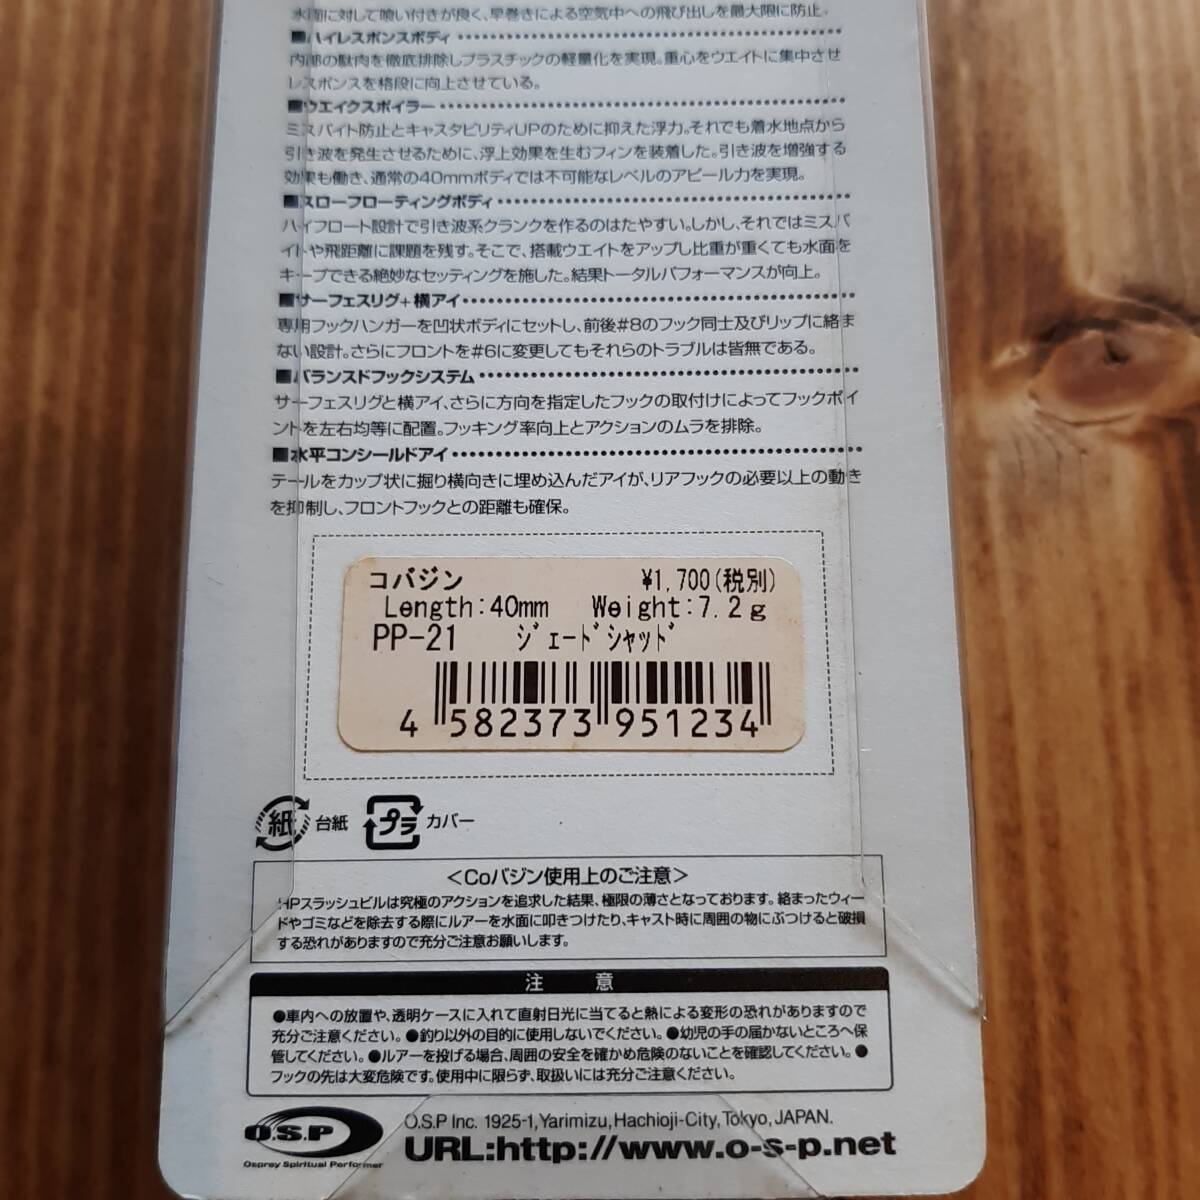 水面に対して喰い付きが良く、早巻きによる空気中への飛び出しを最大限に防止。
■ハイレスポンスボディ
内部の駄肉を徹底排除しプラスチックの軽量化を実現。重心をウエイトに集中させ
レスポンスを格段に向上させている。
■ウエイクスポイラー
ミスバイト防止とキャスタビリティUPのために抑えた浮力。それでも着水地点から
引き波を発生させるために、浮上効果を生むフィンを装着した。引き波を増強する
効果も働き、通常の40mmボディでは不可能なレベルのアピール力を実現。
■スローフローティングボディ
ハイフロート設計で引き波系クランクを作るのはたやすい。しかし、それではミスバ
イトや飛距離に課題を残す。そこで、搭載ウエイトをアップし比重が重くても水面を
キープできる絶妙なセッティングを施した。結果トータルパフォーマンスが向上。
■サーフェスリグ+横アイ
専用フックハンガーを凹状ボディにセットし、前後#8のフック同士及びリップに絡ま
ない設計。さらにフロントを#6に変更してもそれらのトラブルは皆無である。
■バランスドフックシステム
サーフェスリグと横アイ、さらに方向を指定したフックの取付けによってフックポイ
ントを左右均等に配置。フッキング率向上とアクションのムラを排除。
■水平コンシールドアイ
テールをカップ状に掘り横向きに埋め込んだアイが、リアフックの必要以上の動き
を抑制し、フロントフックとの距離も確保。
コバジン ¥1,700(税別)
Length:40mm Weight:7.2g
PP-21 ｼﾞｪｰﾄﾞｼｬｯﾄﾞ
4 582373 951234
紙 台紙 プラ カバー
<Coバジン使用上のご注意>
HPスラッシュビルは究極のアクションを追求した結果、極限の薄さとなっております。絡まったウィー
ドやゴミなどを除去する際にルアーを水面に叩きつけたり、キャスト時に周囲の物にぶつけると破損
する恐れがありますので充分ご注意お願いします。
注意
●車内への放置や、透明ケースに入れて直射日光に当てると熱による変形の恐れがありますので
充分ご注意ください。●釣り以外の目的に使用しないでください。●幼児の手の届かないところへ保
管してください。●ルアーを投げる場合、周囲の安全を確かめ危険のないことを確認してください。●
フックの先は大変危険です。使用中に限らず、取扱いには充分ご注意ください。
O.S.P
Osprey Spiritual Performer
O.S.P Inc. 1925-1, Yarimizu, Hachioji-City, Tokyo, JAPAN.
URL:http://www.o-s-p.net